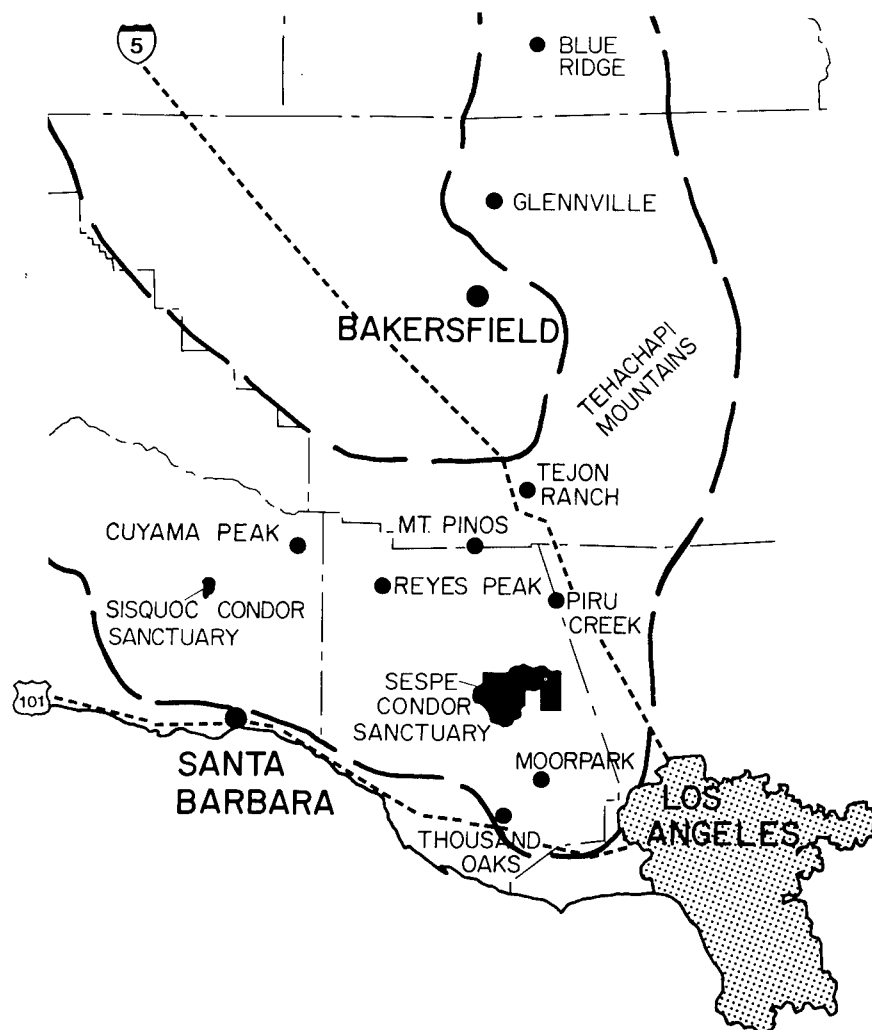 5
BLUE
RIDGE
GLENNVILLE
BAKERSFIELD
TEHACHAPI
MOUNTAINS
TEJON
RANCH
CUYAMA PEAK
MT. PINOS
REYES PEAK
PIRU
CREEK
SISQUOC CONDOR
SANCTUARY
SESPE
CONDOR
SANCTUARY
101
SANTA
BARBARA
MOORPARK
LOS
ANGELES
THOUSAND
OAKS